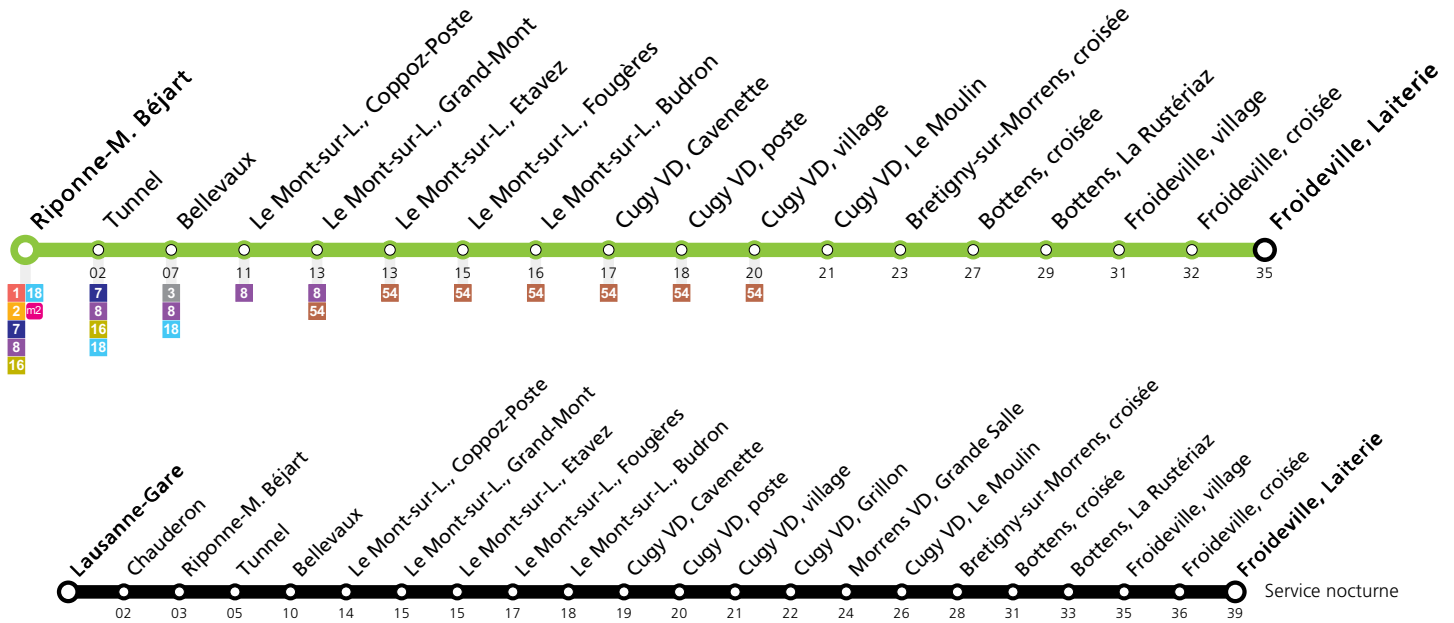 Riponne-M. Béjart
Tunnel
Bellevaux
Le Mont-sur-L., Coppoz-Poste
Le Mont-sur-L., Grand-Mont
Le Mont-sur-L., Etavez
Le Mont-sur-L., Fougères
Le Mont-sur-L., Budron
Cugy VD, Cavenette
Cugy VD, poste
Cugy VD, village
Cugy VD, Le Moulin
Bretigny-sur-Morrens, croisée
Bottens, croisée
Bottens, La Rustériaz
Froideville, village
Froideville, croisée
Froideville, Laiterie
02 07 11 13 13 15 16 17 18 20 21 23 27 29 31 32 35
1 18 7 3 8 8 54 54 54 54 54 54
2 m2 8 8 54
7 16 18
8 18
16
Lausanne-Gare
Chauderon
Riponne-M. Béjart
Tunnel
Bellevaux
Le Mont-sur-L., Coppoz-Poste
Le Mont-sur-L., Grand-Mont
Le Mont-sur-L., Etavez
Le Mont-sur-L., Fougères
Le Mont-sur-L., Budron
Cugy VD, Cavenette
Cugy VD, poste
Cugy VD, village
Cugy VD, Grillon
Morrens VD, Grande Salle
Cugy VD, Le Moulin
Bretigny-sur-Morrens, croisée
Bottens, croisée
Bottens, La Rustériaz
Froideville, village
Froideville, croisée
Froideville, Laiterie
Service nocturne
02 03 05 10 14 15 15 17 18 19 20 21 22 24 26 28 31 33 35 36 39